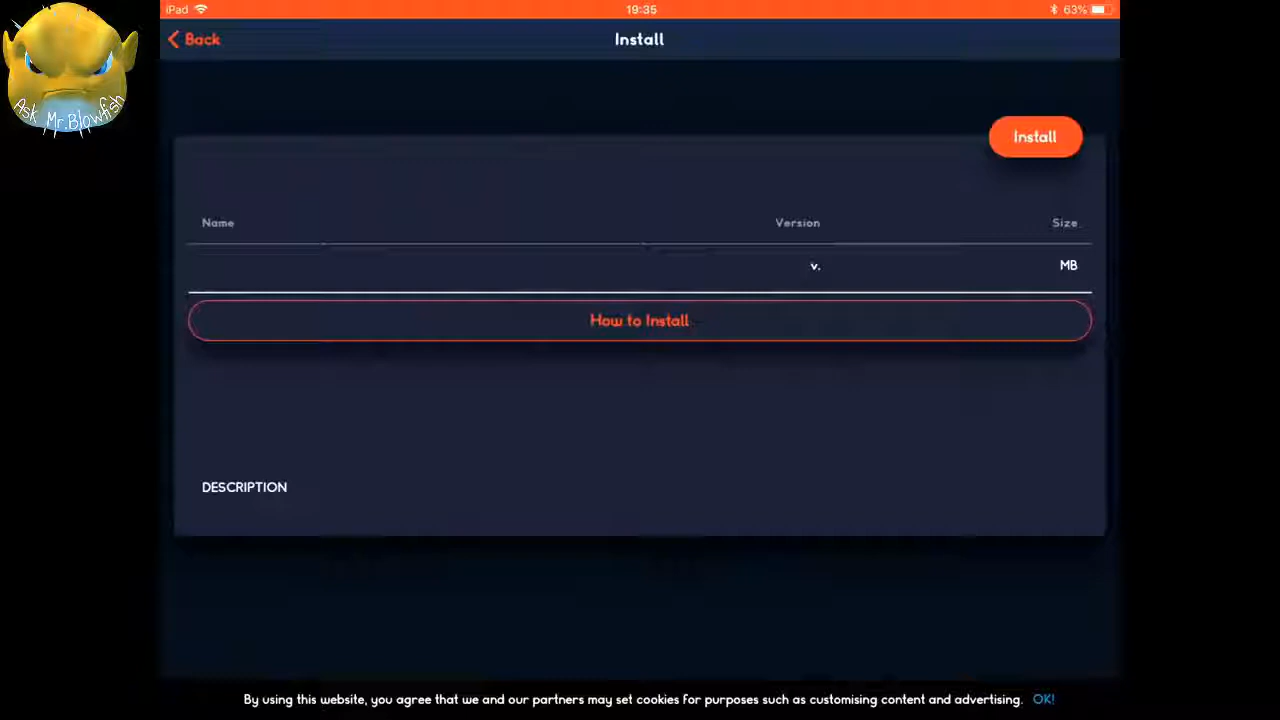 iPad
19:35
63%
Back
Install
Ask Mr.Blowfish
Install
Name Version Size
v. MB
How to Install
DESCRIPTION
By using this website, you agree that we and our partners may set cookies for purposes such as customising content and advertising. OK!